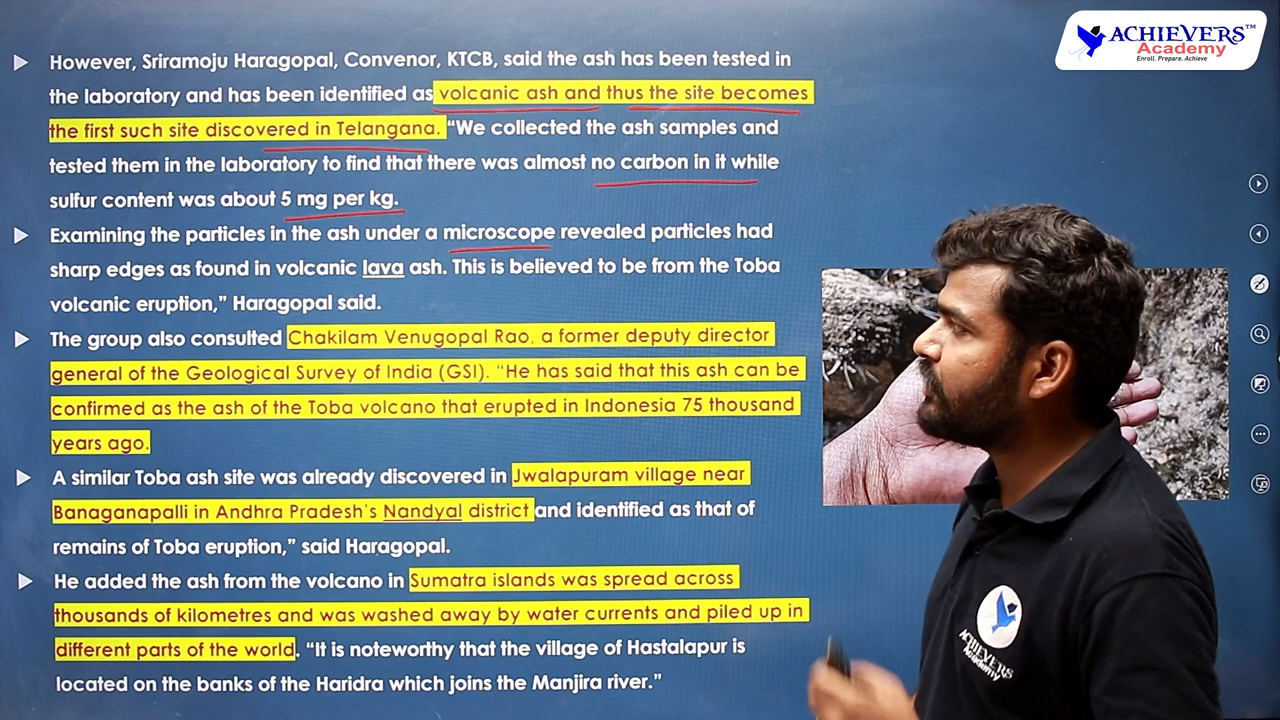 ACHIEVERS™
Academy
Enroll. Prepare. Achieve
However, Sriramoju Haragopal, Convenor, KTCB, said the ash has been tested in
the laboratory and has been identified as volcanic ash and thus the site becomes
the first such site discovered in Telangana. “We collected the ash samples and
tested them in the laboratory to find that there was almost no carbon in it while
sulfur content was about 5 mg per kg.
Examining the particles in the ash under a microscope revealed particles had
sharp edges as found in volcanic lava ash. This is believed to be from the Toba
volcanic eruption,” Haragopal said.
The group also consulted Chakilam Venugopal Rao, a former deputy director
general of the Geological Survey of India (GSI). “He has said that this ash can be
confirmed as the ash of the Toba volcano that erupted in Indonesia 75 thousand
years ago.
A similar Toba ash site was already discovered in Jwalapuram village near
Banaganapalli in Andhra Pradesh’s Nandyal district and identified as that of
remains of Toba eruption,” said Haragopal.
He added the ash from the volcano in Sumatra islands was spread across
thousands of kilometres and was washed away by water currents and piled up in
different parts of the world. “It is noteworthy that the village of Hastalapur is
located on the banks of the Haridra which joins the Manjira river.”
ACHIEVERS
Academy